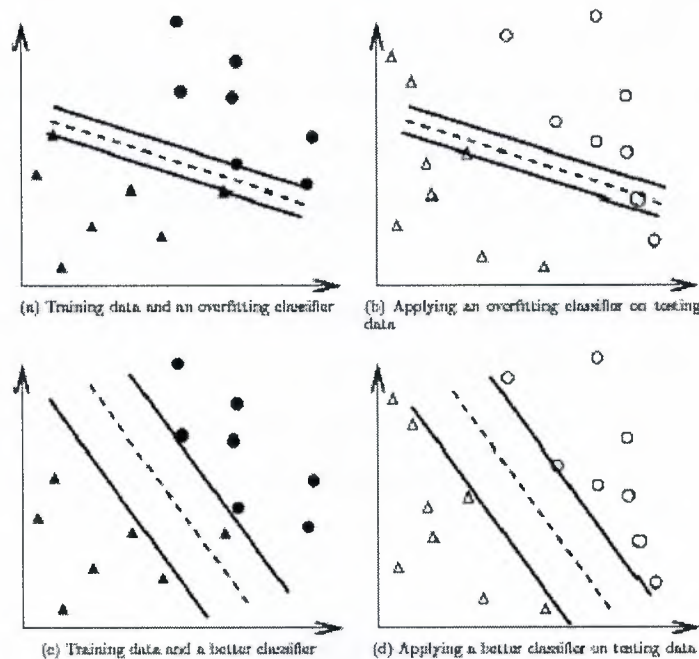 (a) Training data and an overfitting classifier
(b) Applying an overfitting classifier on testing
data
(c) Training data and a better classifier
(d) Applying a better classifier on testing data